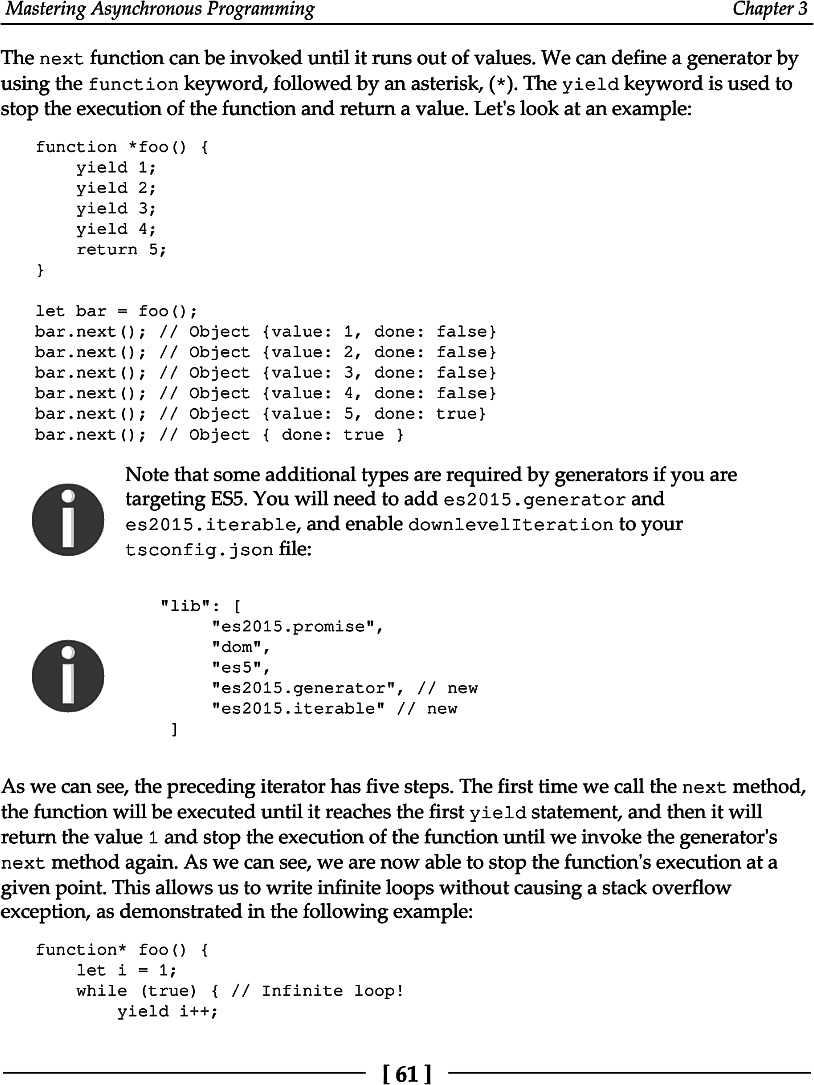 Mastering Asynchronous Programming Chapter 3
The next function can be invoked until it runs out of values. We can define a generator by
using the function keyword, followed by an asterisk, (*). The yield keyword is used to
stop the execution of the function and return a value. Let's look at an example:
function *foo() {
    yield 1;
    yield 2;
    yield 3;
    yield 4;
    return 5;
}
let bar = foo();
bar.next(); // Object {value: 1, done: false}
bar.next(); // Object {value: 2, done: false}
bar.next(); // Object {value: 3, done: false}
bar.next(); // Object {value: 4, done: false}
bar.next(); // Object {value: 5, done: true}
bar.next(); // Object { done: true }
Note that some additional types are required by generators if you are
targeting ES5. You will need to add es2015.generator and
es2015.iterable, and enable downlevelIteration to your
tsconfig.json file:
"lib": [
     "es2015.promise",
     "dom",
     "es5",
     "es2015.generator", // new
     "es2015.iterable" // new
 ]
As we can see, the preceding iterator has five steps. The first time we call the next method,
the function will be executed until it reaches the first yield statement, and then it will
return the value 1 and stop the execution of the function until we invoke the generator's
next method again. As we can see, we are now able to stop the function's execution at a
given point. This allows us to write infinite loops without causing a stack overflow
exception, as demonstrated in the following example:
function* foo() {
    let i = 1;
    while (true) { // Infinite loop!
        yield i++;
[ 61 ]